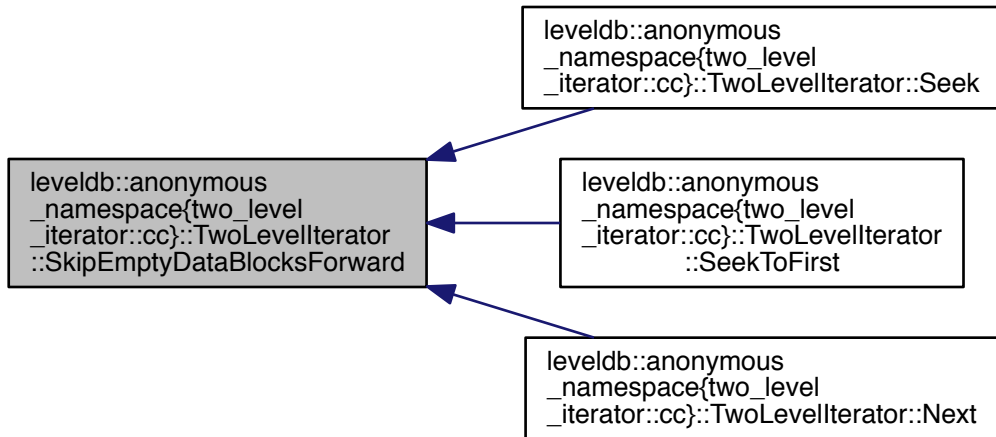 leveldb::anonymous
_namespace{two_level
_iterator::cc}::TwoLevelIterator::Seek
leveldb::anonymous
_namespace{two_level
_iterator::cc}::TwoLevelIterator
::SkipEmptyDataBlocksForward
leveldb::anonymous
_namespace{two_level
_iterator::cc}::TwoLevelIterator
::SeekToFirst
leveldb::anonymous
_namespace{two_level
_iterator::cc}::TwoLevelIterator::Next